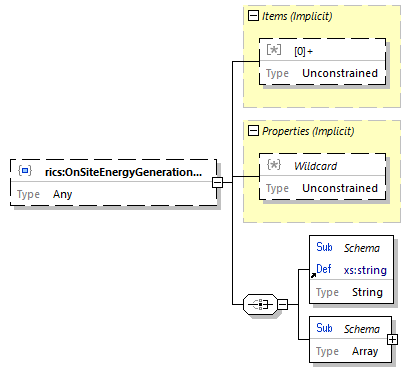 Items (Implicit)
[*] [0]+
Type Unconstrained
Properties (Implicit)
{*} Wildcard
Type Unconstrained
rics:OnSiteEnergyGeneration...
Type Any
Sub Schema
Def xs:string
Type String
Sub Schema
Type Array